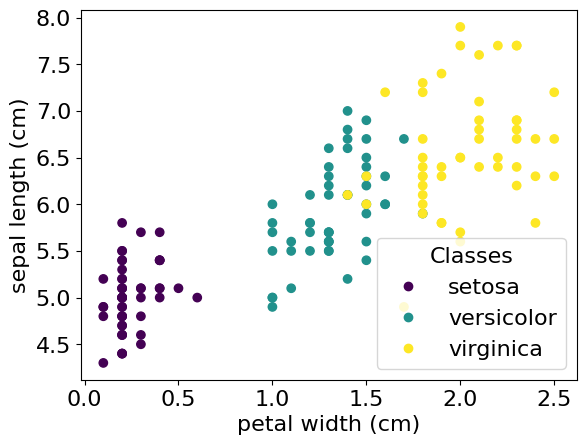 8.0
7.5
7.0
6.5
6.0
5.5
5.0
4.5
sepal length (cm)
Classes
setosa
versicolor
virginica
0.0 0.5 1.0 1.5 2.0 2.5
petal width (cm)